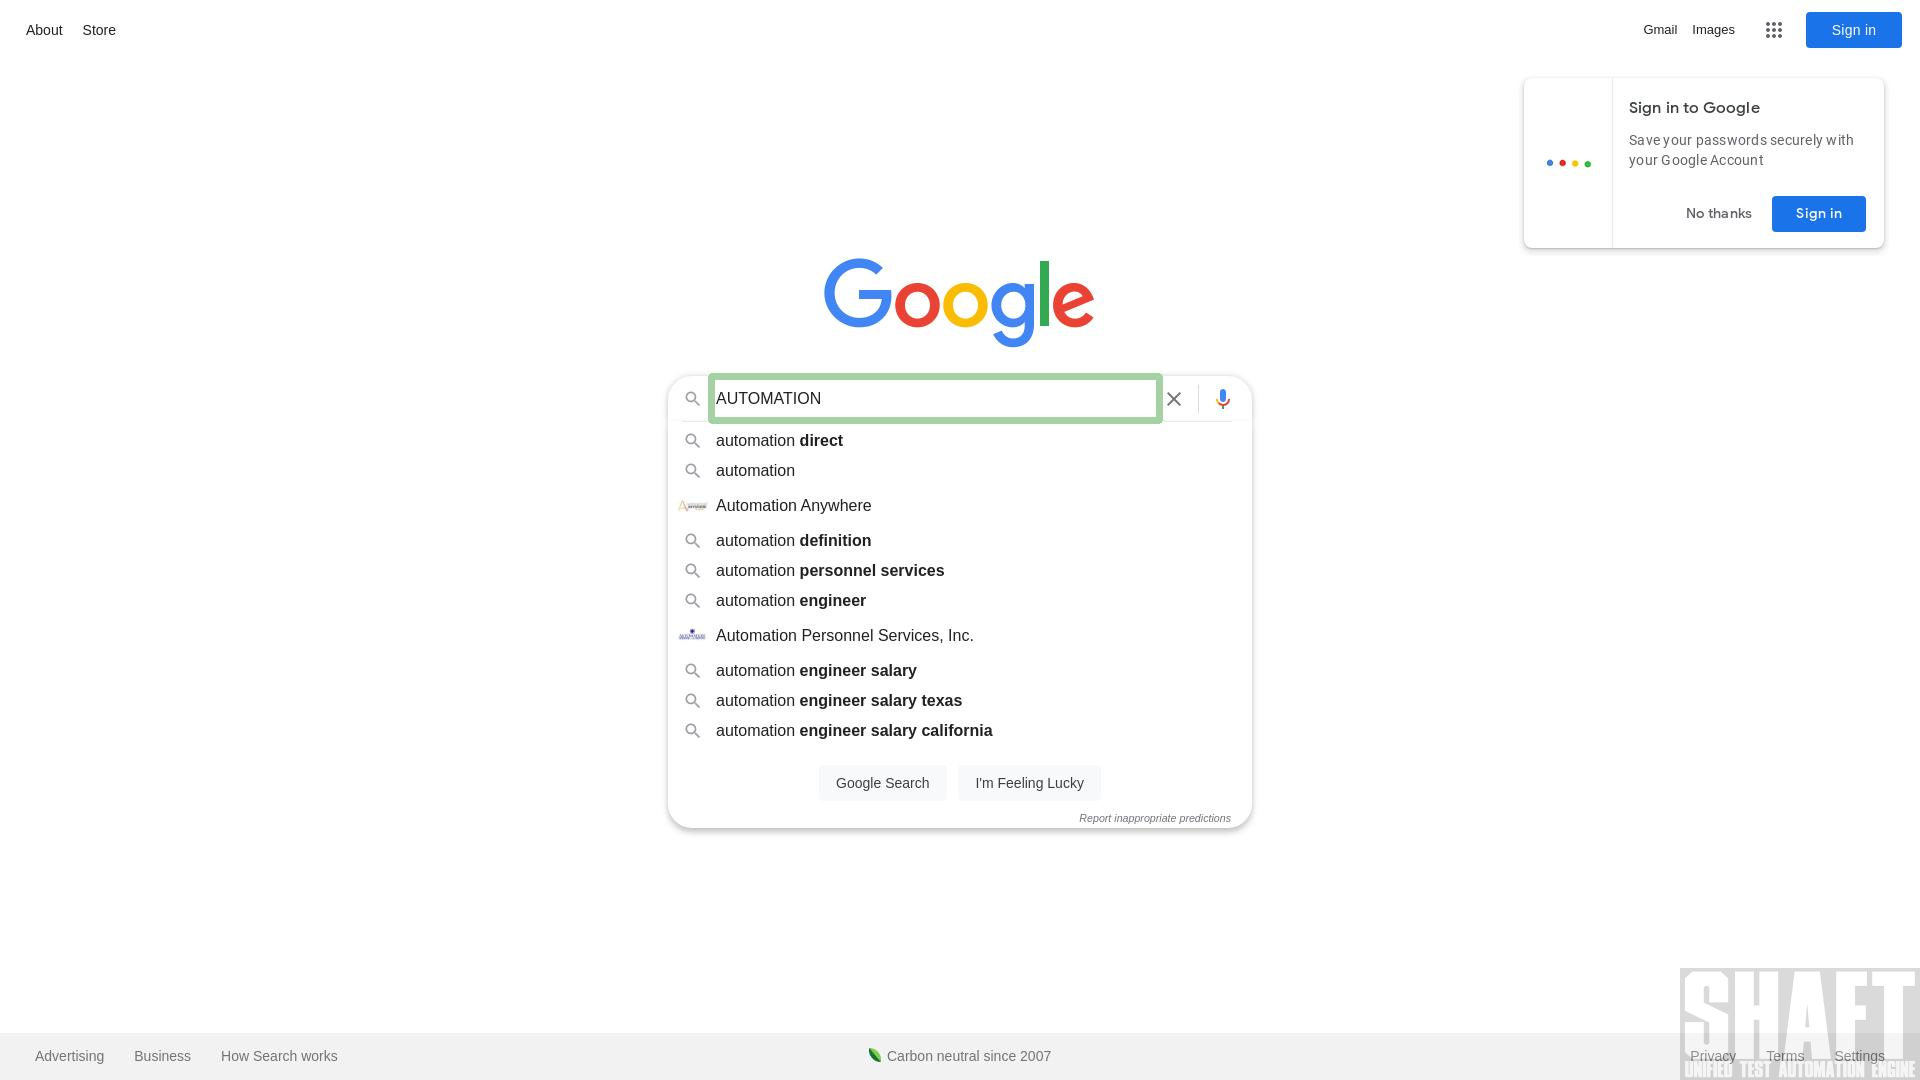 About Store
Gmail Images Sign in
Sign in to Google
Save your passwords securely with
your Google Account
No thanks Sign in
Google
AUTOMATION
automation direct
automation
Automation Anywhere
automation definition
automation personnel services
automation engineer
Automation Personnel Services, Inc.
automation engineer salary
automation engineer salary texas
automation engineer salary california
Google Search I'm Feeling Lucky
Report inappropriate predictions
Advertising Business How Search works
Carbon neutral since 2007
Privacy Terms Settings
SHAFT
UNIFIED TEST AUTOMATION ENGINE